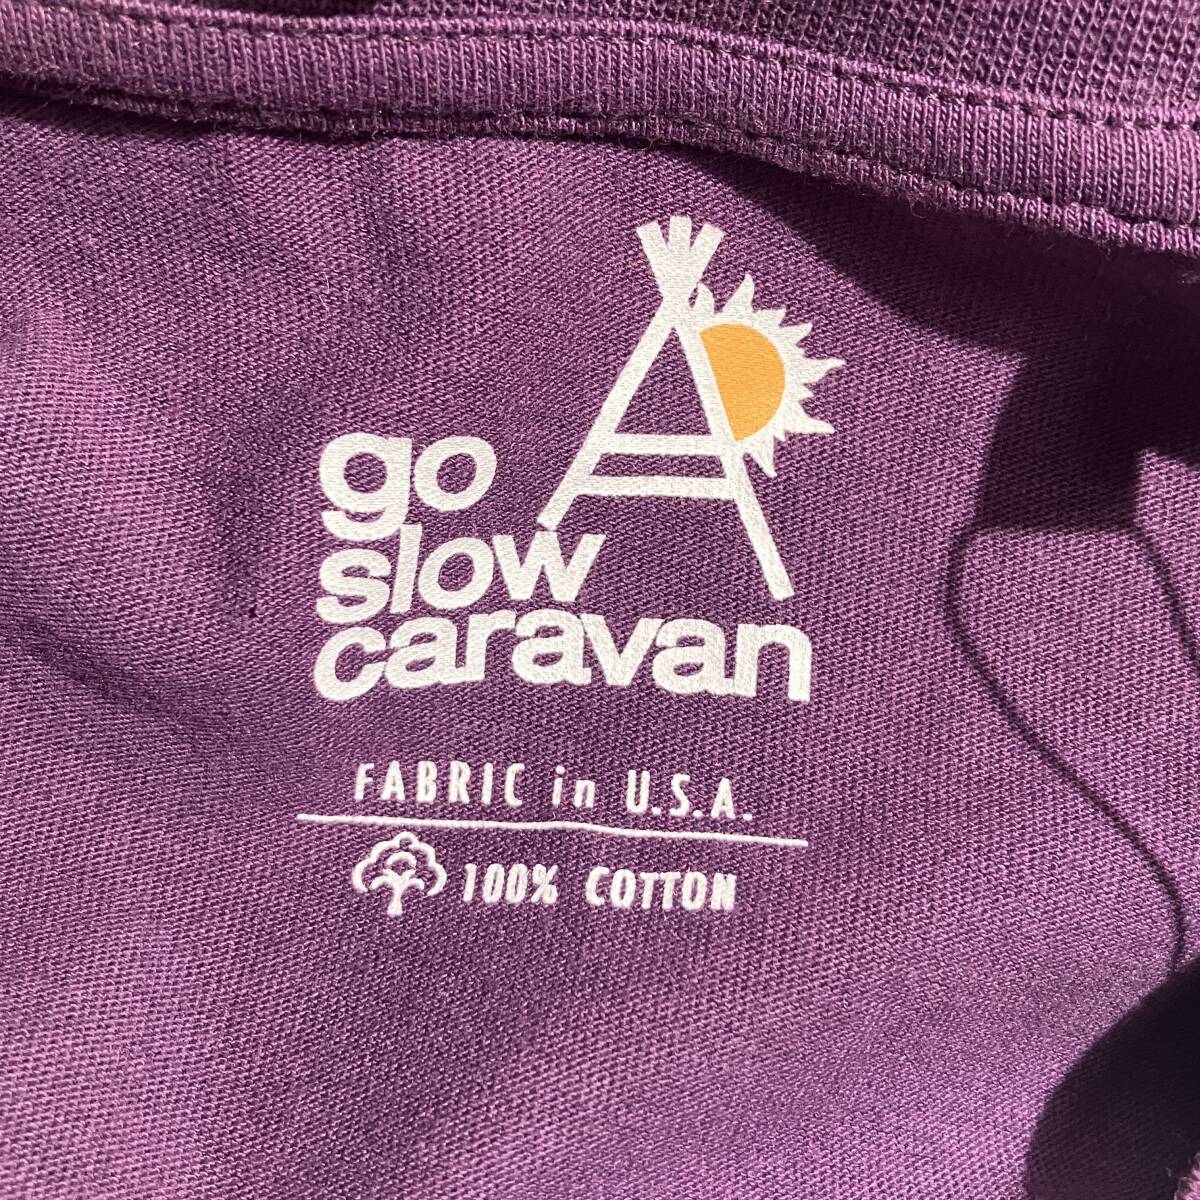 go
slow
caravan
FABRIC in U.S.A.
100% COTTON